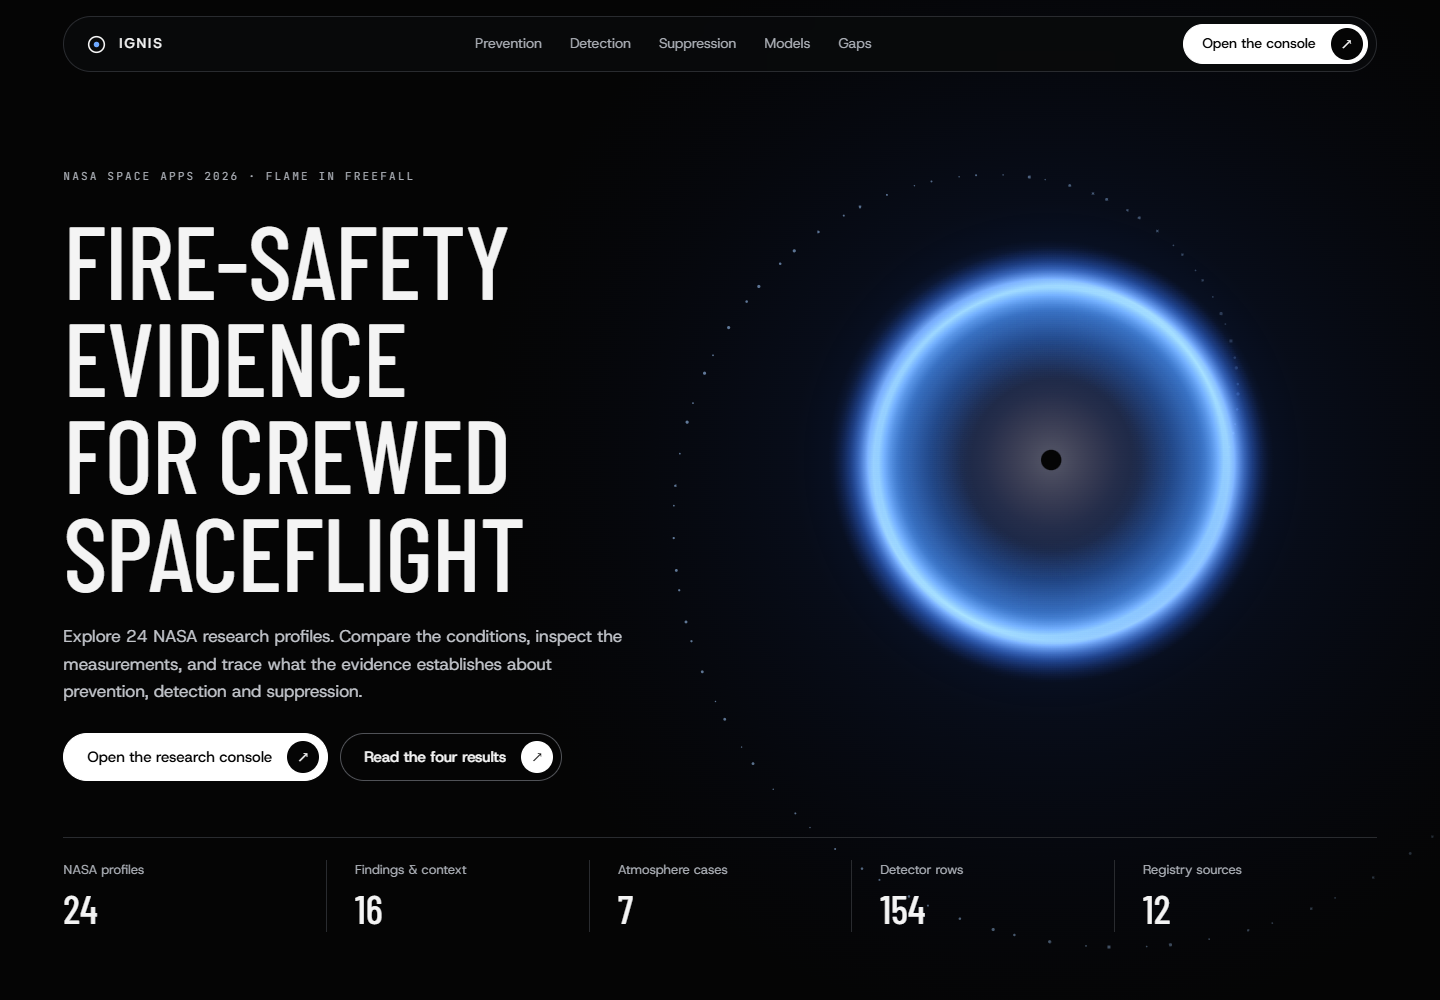 IGNIS
Prevention Detection Suppression Models Gaps
Open the console ↗
NASA SPACE APPS 2026 · FLAME IN FREEFALL
FIRE-SAFETY
EVIDENCE
FOR CREWED
SPACEFLIGHT
Explore 24 NASA research profiles. Compare the conditions, inspect the
measurements, and trace what the evidence establishes about
prevention, detection and suppression.
Open the research console ↗
Read the four results ↗
NASA profiles
24
Findings & context
16
Atmosphere cases
7
Detector rows
154
Registry sources
12